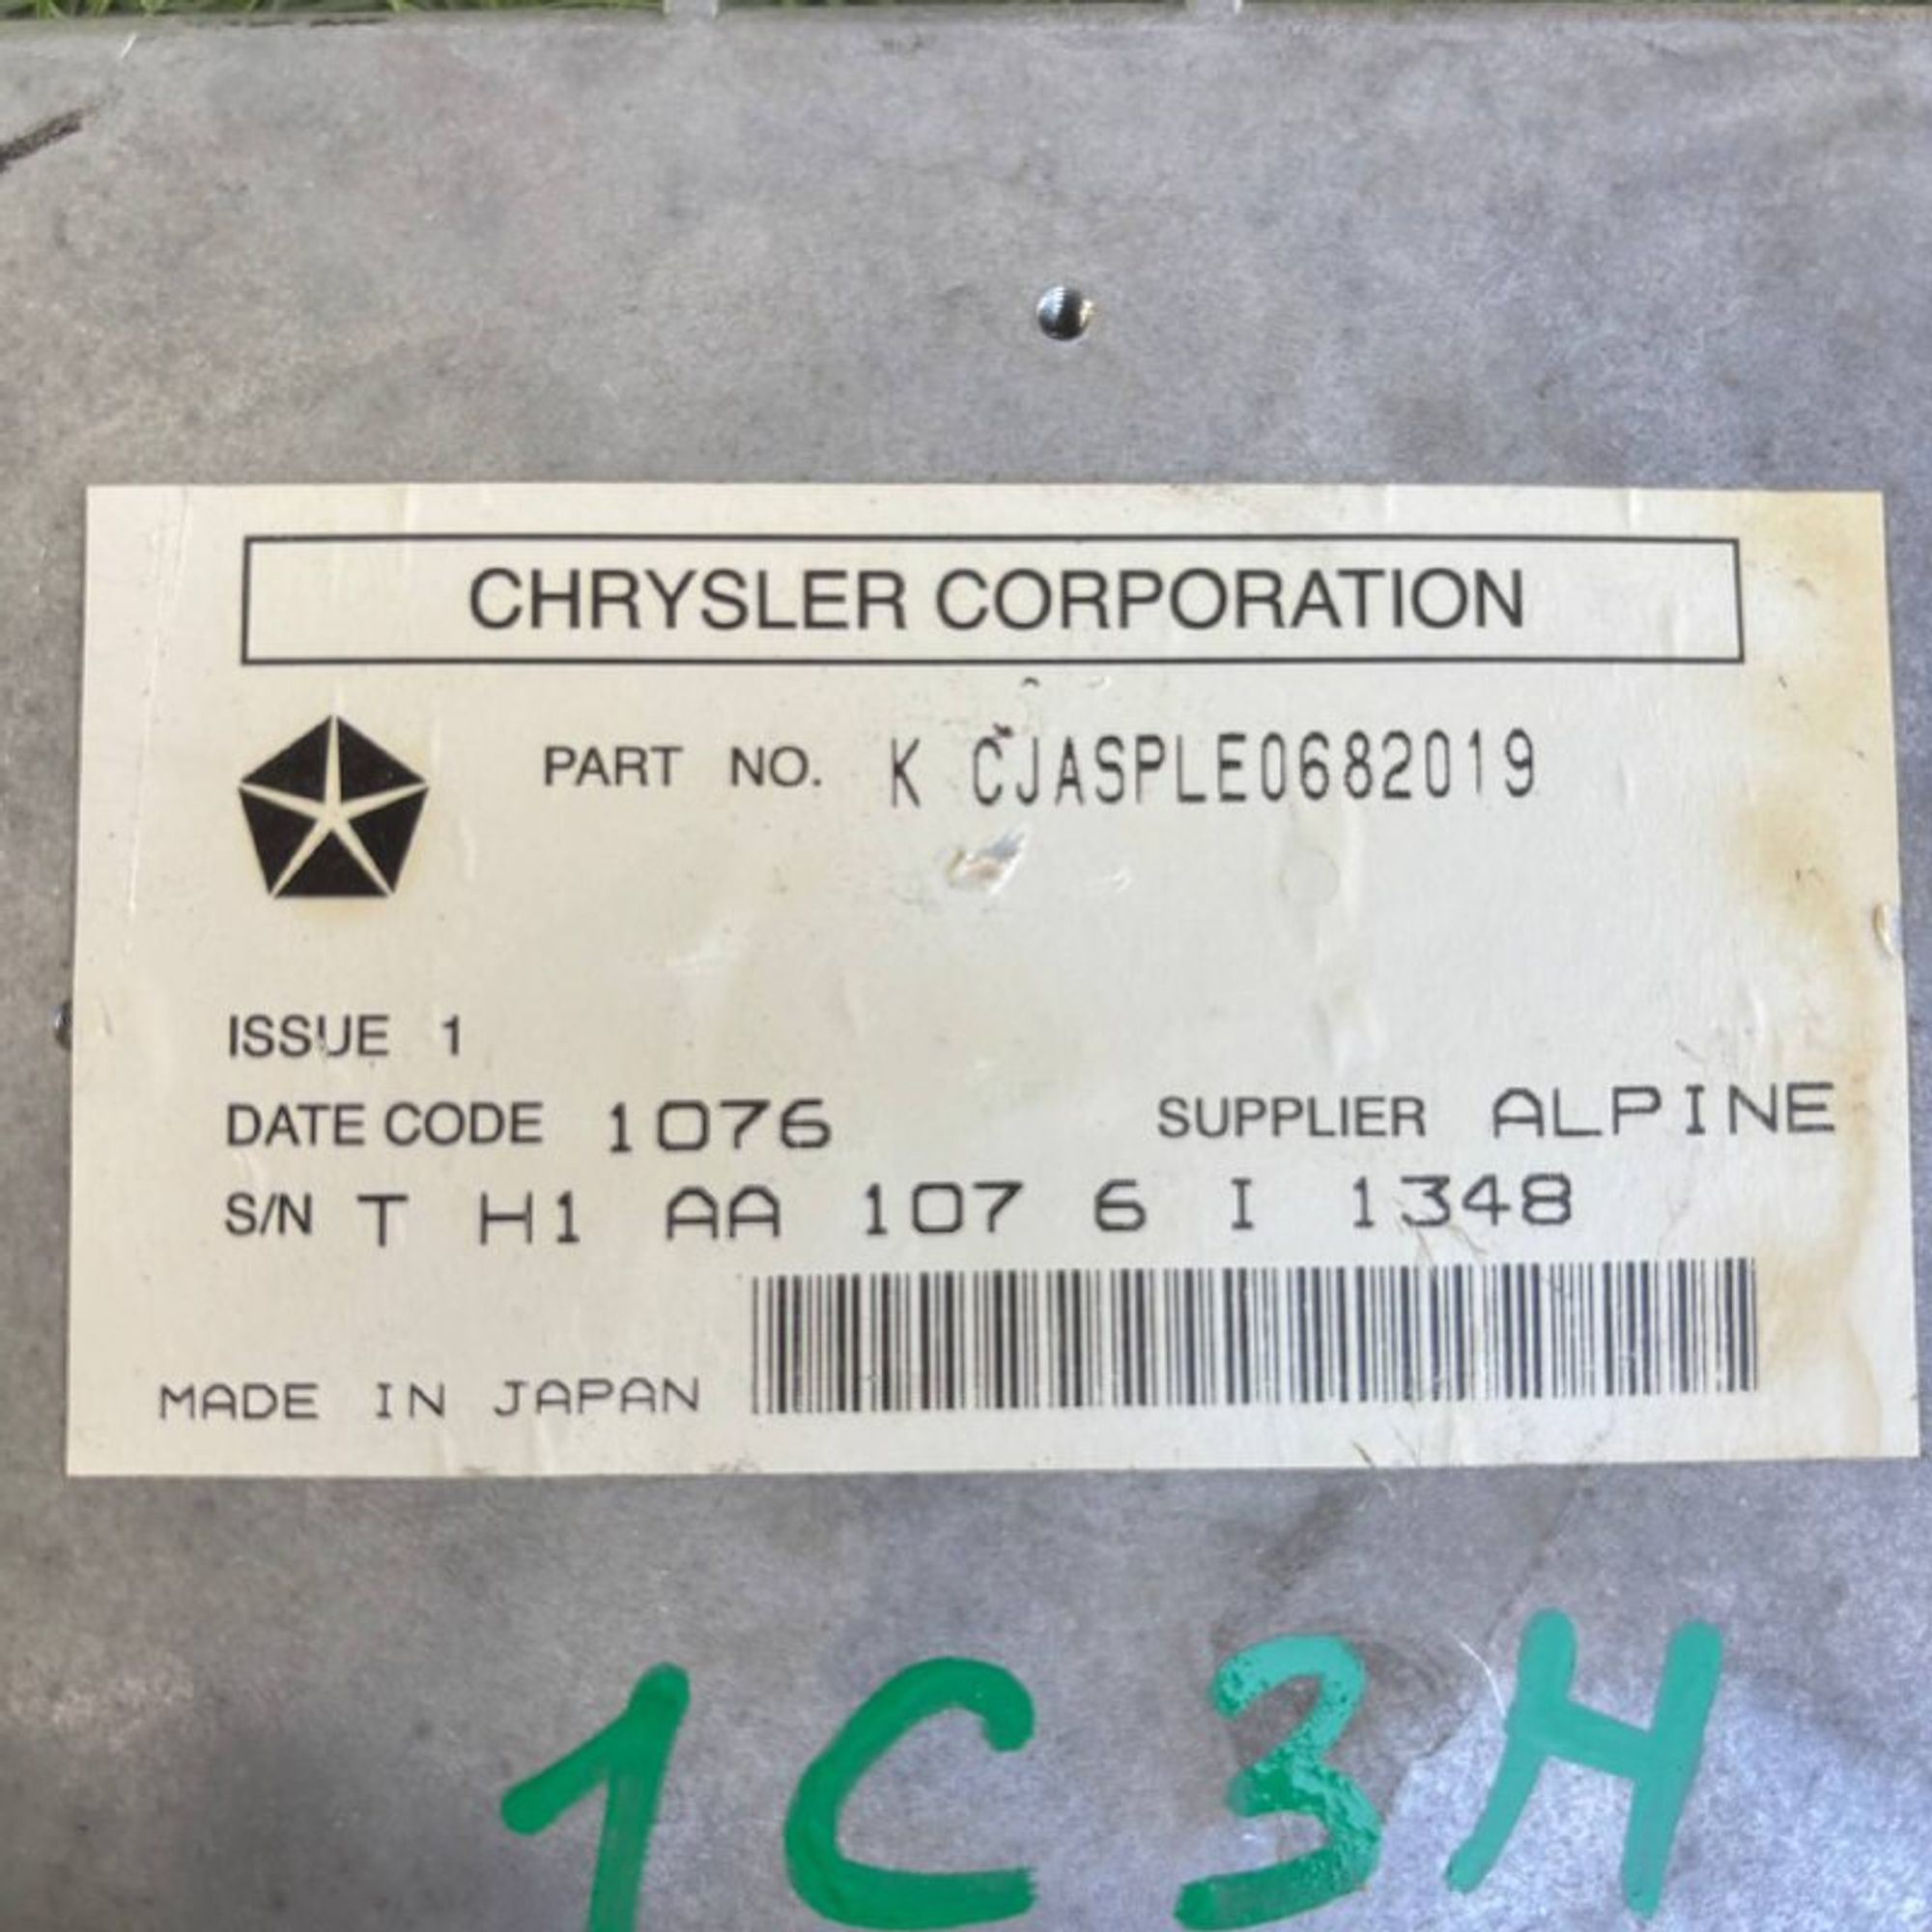 CHRYSLER CORPORATION
PART NO. K CJASPLE0682019
ISSUE 1
DATE CODE 1076 SUPPLIER ALPINE
S/N T H1 AA 107 6 I 1348
MADE IN JAPAN
1C3H